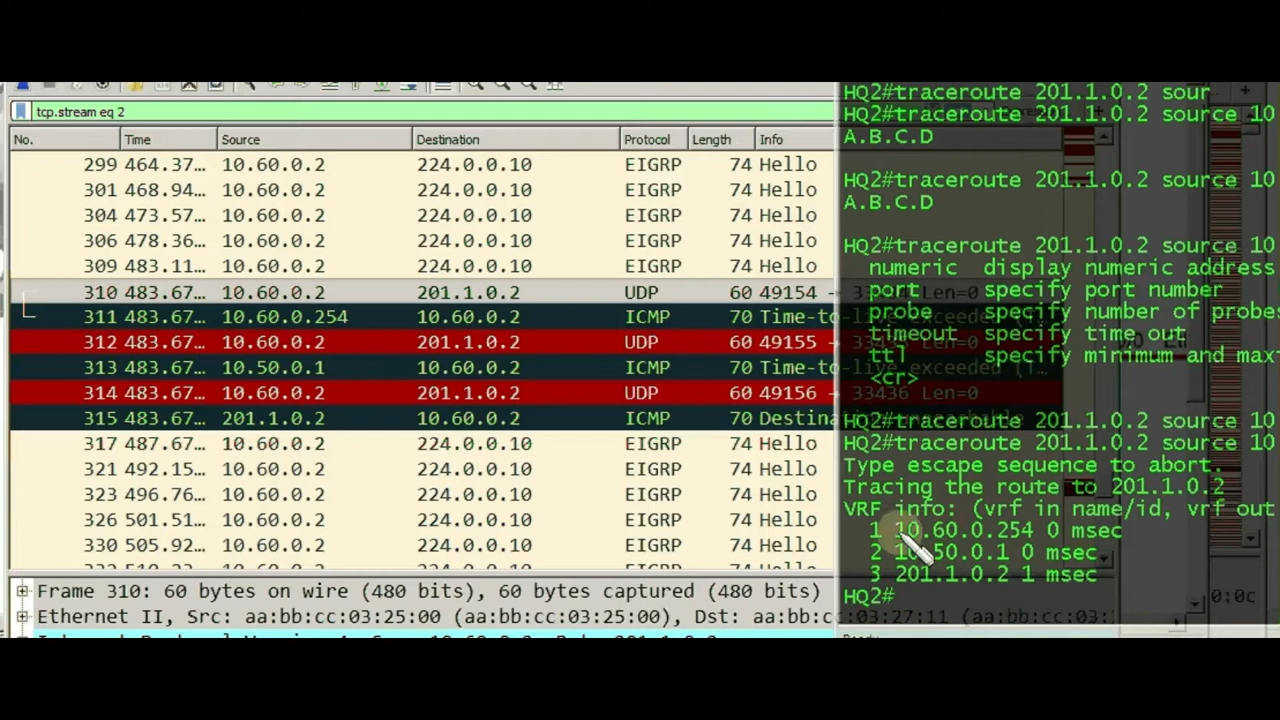 tcp.stream eq 2
No. Time Source Destination Protocol Length Info
299 464.37… 10.60.0.2 224.0.0.10 EIGRP 74 Hello
301 468.94… 10.60.0.2 224.0.0.10 EIGRP 74 Hello
304 473.57… 10.60.0.2 224.0.0.10 EIGRP 74 Hello
306 478.36… 10.60.0.2 224.0.0.10 EIGRP 74 Hello
309 483.11… 10.60.0.2 224.0.0.10 EIGRP 74 Hello
310 483.67… 10.60.0.2 201.1.0.2 UDP 60 49154 → Len=0
311 483.67… 10.60.0.254 10.60.0.2 ICMP 70 Time-to-live exceeded
312 483.67… 10.60.0.2 201.1.0.2 UDP 60 49155 →
313 483.67… 10.50.0.1 10.60.0.2 ICMP 70 Time-to-live exceeded (T…
314 483.67… 10.60.0.2 201.1.0.2 UDP 60 49156 → 33436 Len=0
315 483.67… 201.1.0.2 10.60.0.2 ICMP 70
317 487.67… 10.60.0.2 224.0.0.10 EIGRP 74 Hello
321 492.15… 10.60.0.2 224.0.0.10 EIGRP 74 Hello
323 496.76… 10.60.0.2 224.0.0.10 EIGRP 74 Hello
326 501.51… 10.60.0.2 224.0.0.10 EIGRP 74 Hello
330 505.92… 10.60.0.2 224.0.0.10 EIGRP 74 Hello
Frame 310: 60 bytes on wire (480 bits), 60 bytes captured (480 bits)
Ethernet II, Src: aa:bb:cc:03:25:00 (aa:bb:cc:03:25:00), Dst: aa:bb:cc:03:27:11 (aa:bb:cc:03:
HQ2#traceroute 201.1.0.2 sour
HQ2#traceroute 201.1.0.2 source 10
A.B.C.D
HQ2#traceroute 201.1.0.2 source 10
A.B.C.D
HQ2#traceroute 201.1.0.2 source 10
numeric display numeric address
port specify port number
probe specify number of probes
timeout specify time out
ttl specify minimum and maxi
<cr>
HQ2#traceroute 201.1.0.2 source 10
HQ2#traceroute 201.1.0.2 source 10
Type escape sequence to abort.
Tracing the route to 201.1.0.2
VRF info: (vrf in name/id, vrf out
1 10.60.0.254 0 msec
2 10.50.0.1 0 msec
3 201.1.0.2 1 msec
HQ2#